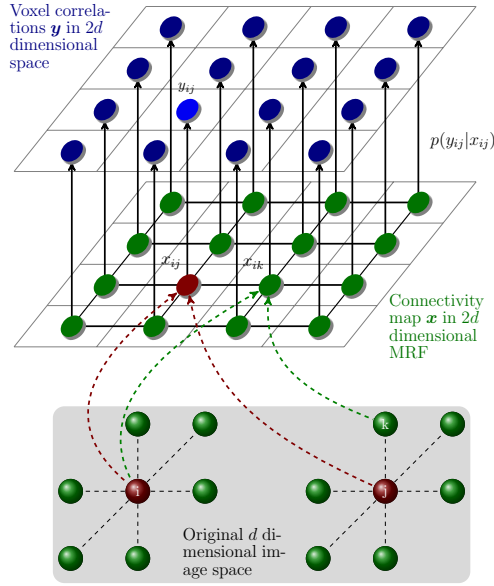 Voxel correla-
tions y in 2d
dimensional
space
y_ij
p(y_ij|x_ij)
x_ij
x_ik
Connectivity
map x in 2d
dimensional
MRF
k
i
j
Original d di-
mensional im-
age space